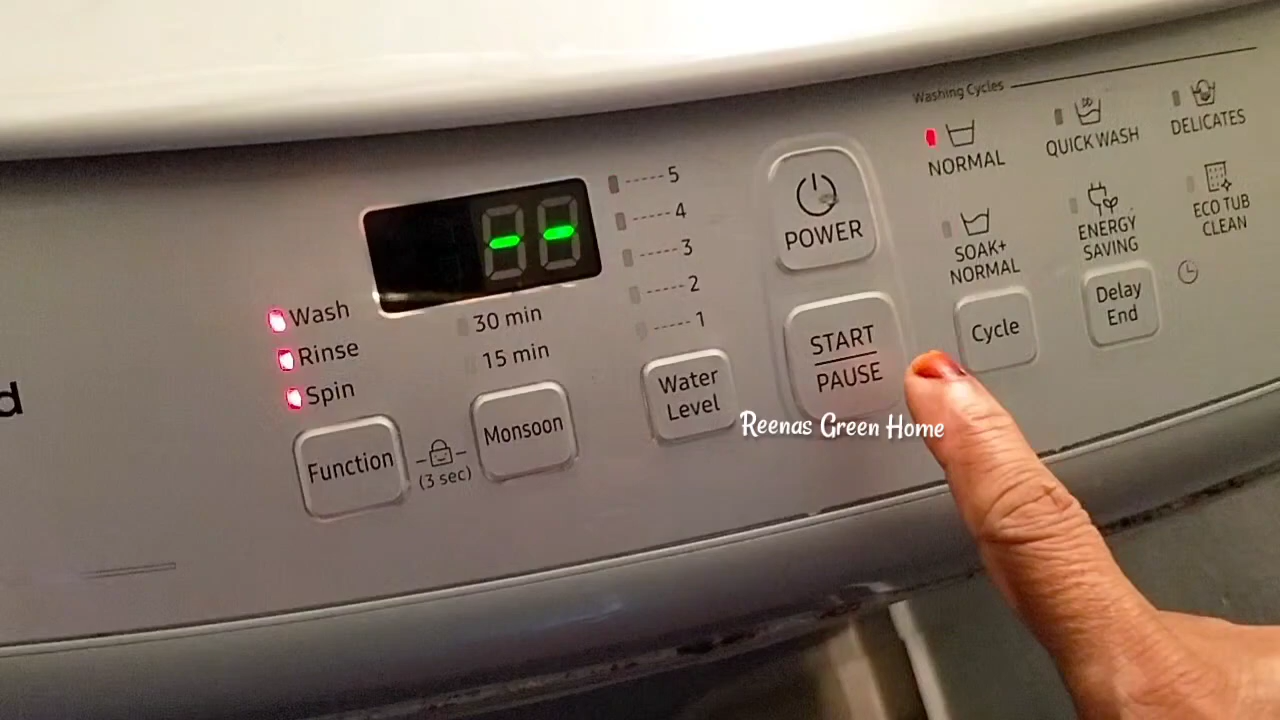 d
Wash
Rinse
Spin
Function
(3 sec)
--
30 min
15 min
Monsoon
5
4
3
2
1
Water
Level
POWER
START
PAUSE
Reenas Green Home
Washing Cycles
NORMAL
QUICK WASH
DELICATES
SOAK+
NORMAL
ENERGY
SAVING
ECO TUB
CLEAN
Cycle
Delay
End